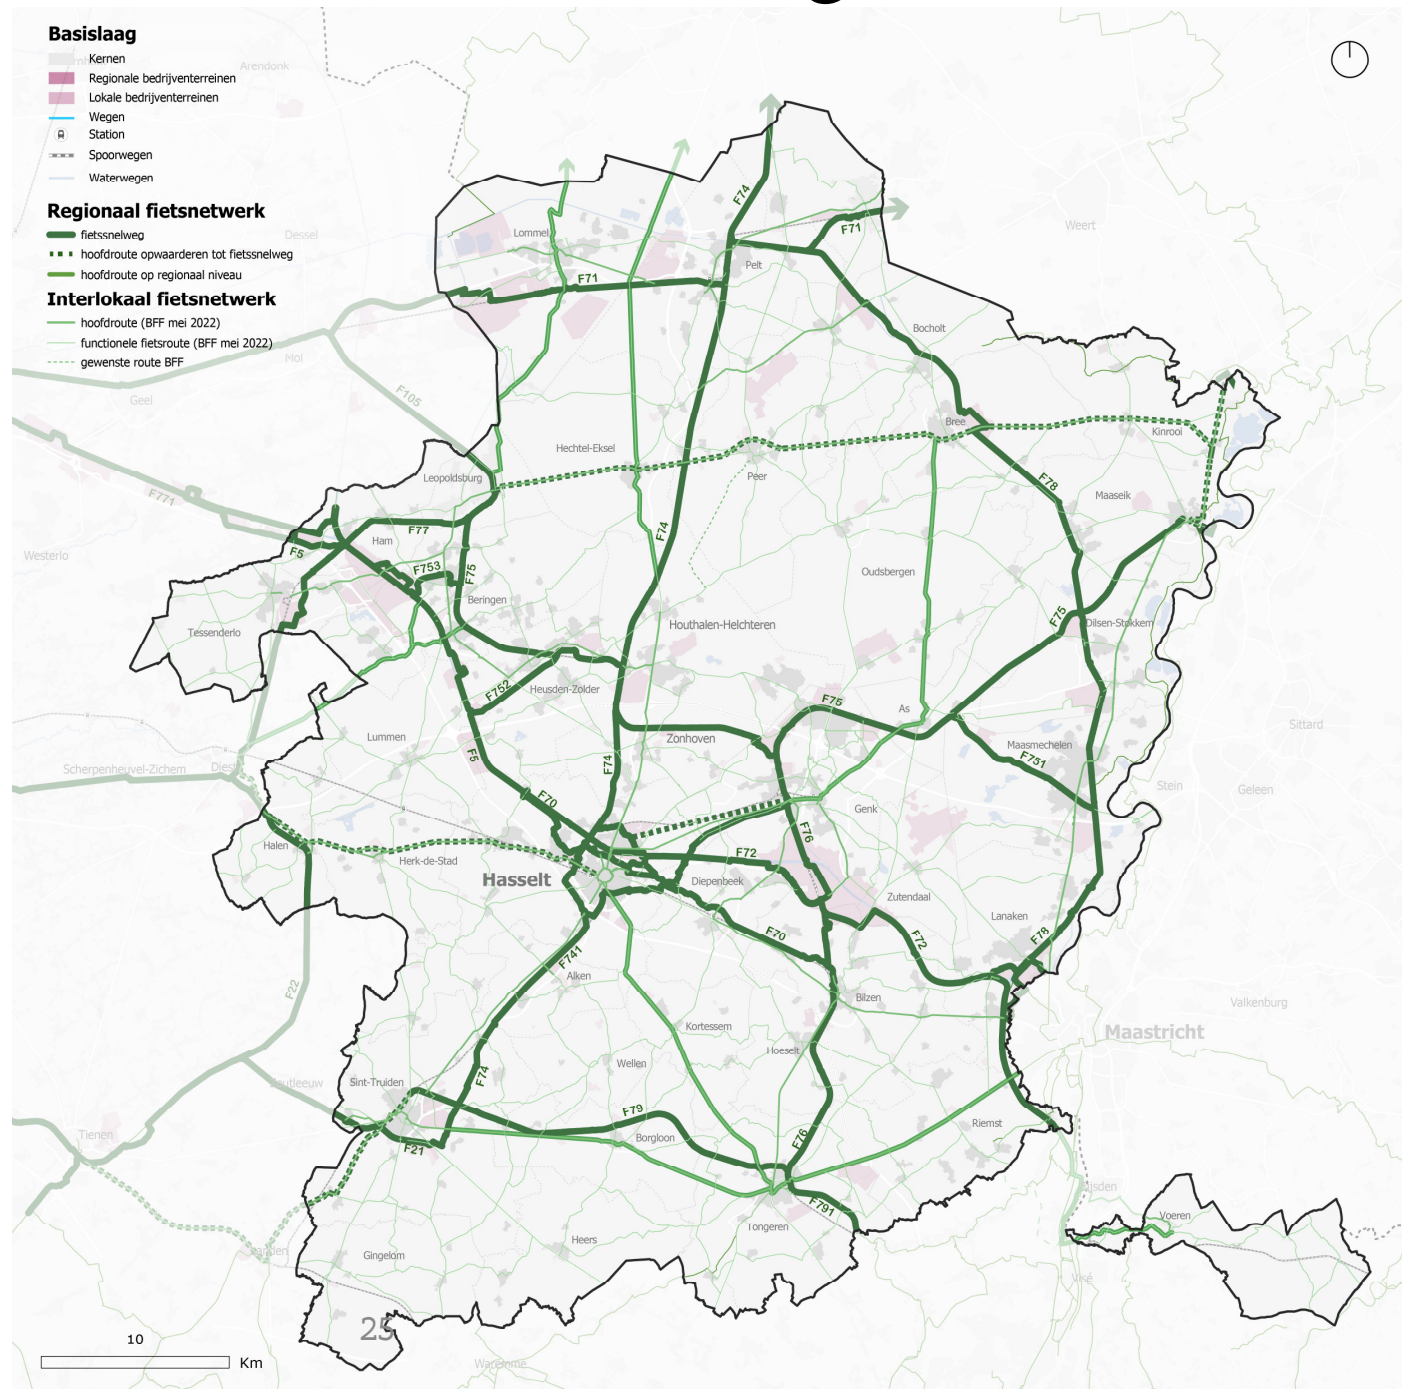 Basislaag
Kernen
Regionale bedrijventerreinen
Lokale bedrijventerreinen
Wegen
Station
Spoorwegen
Waterwegen
Regionaal fietsnetwerk
fietssnelweg
hoofdroute opwaarderen tot fietssnelweg
hoofdroute op regionaal niveau
Interlokaal fietsnetwerk
hoofdroute (BFF mei 2022)
functionele fietsroute (BFF mei 2022)
gewenste route BFF
Arendonk
Dessel
Mol
Geel
F105
F771
Westerlo
Lommel
F71
F74
Pelt
F71
Weert
Bocholt
Hechtel-Eksel
Leopoldsburg
Peer
Bree
Kinrooi
F78
Maaseik
F77
Ham
F5
F753
F75
Beringen
F74
Oudsbergen
Tessenderlo
Houthalen-Helchteren
F75
Dilsen-Stokkem
F752
Heusden-Zolder
F75
As
Sittard
Lummen
F5
Zonhoven
Maasmechelen
F751
Scherpenheuvel-Zichem
Diest
F74
Stein
Geleen
F70
Genk
F76
Halen
Herk-de-Stad
F72
Hasselt
Diepenbeek
Zutendaal
Lanaken
F70
F72
F78
F741
Alken
F22
Bilzen
Valkenburg
Kortessem
Maastricht
Hoeselt
Wellen
F74
Sint-Truiden
F79
Riemst
Tienen
Borgloon
F76
F21
F791
Voeren
Tongeren
Heers
Gingelom
Visé
25
Waremme
10
Km